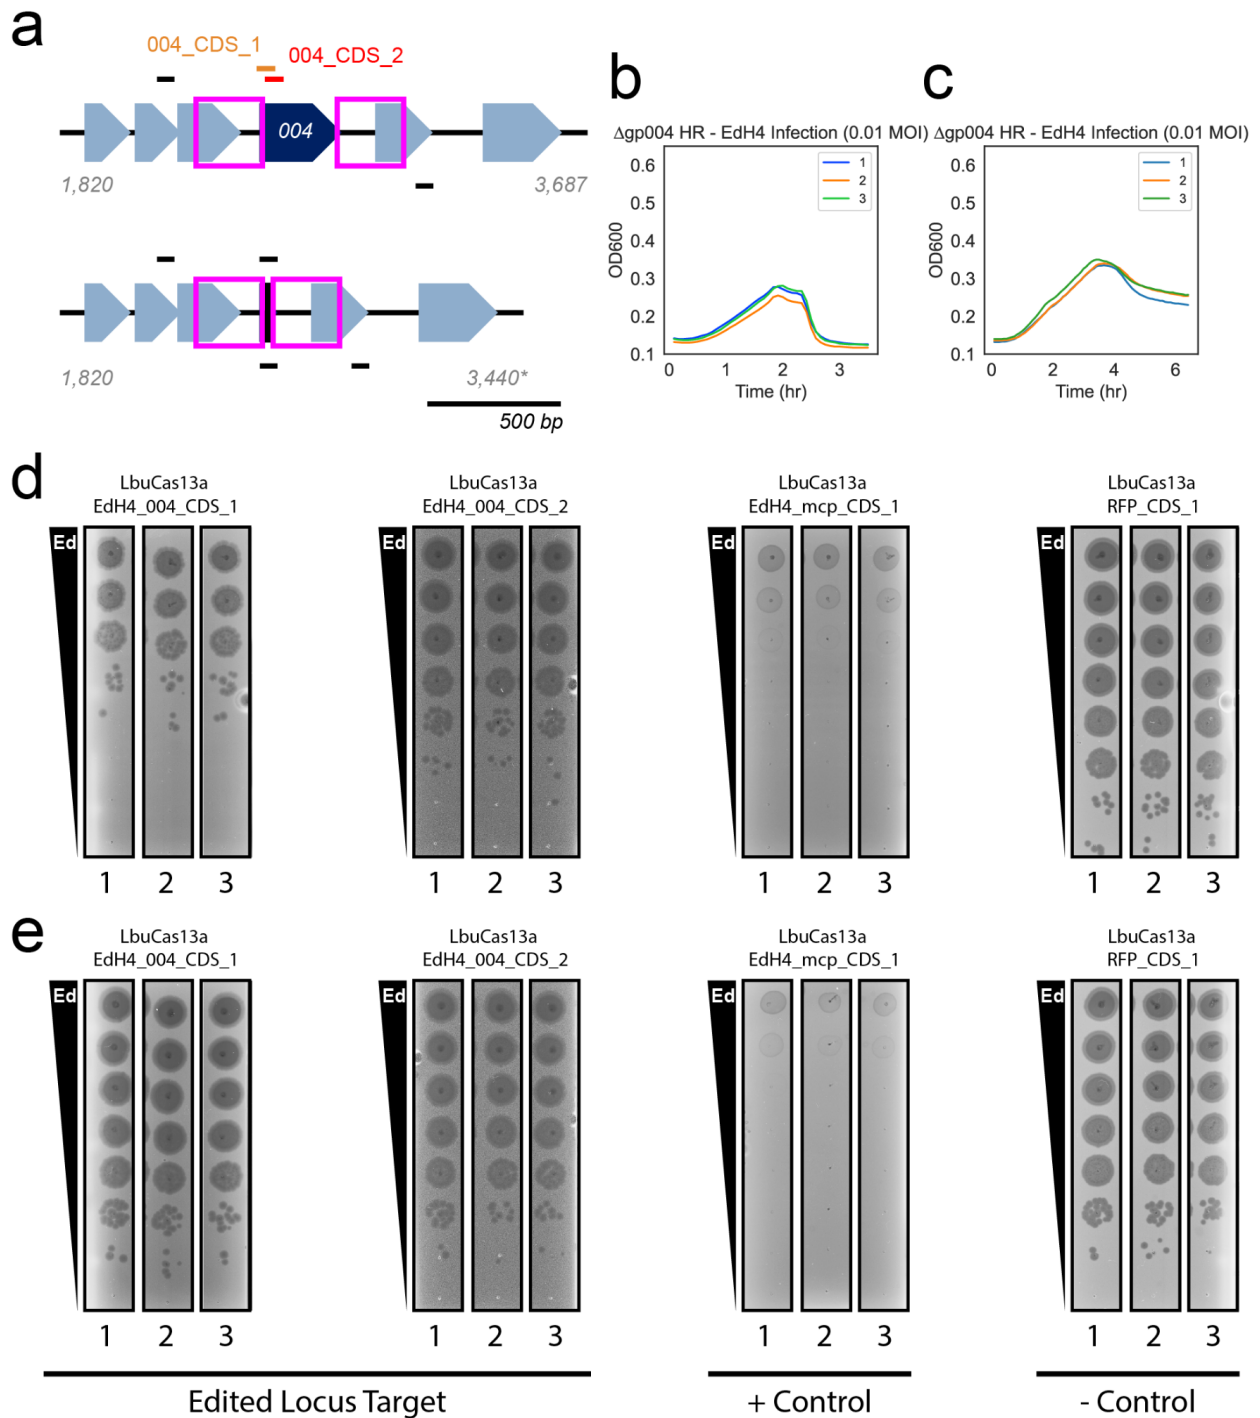 a
004_CDS_1
004_CDS_2
004
1,820
3,687
1,820
3,440*
500 bp
b
Δgp004 HR - EdH4 Infection (0.01 MOI)
0.6
0.5
0.4
0.3
0.2
0.1
OD600
1
2
3
0
1
2
3
Time (hr)
c
Δgp004 HR - EdH4 Infection (0.01 MOI)
0.6
0.5
0.4
0.3
0.2
0.1
OD600
1
2
3
0
2
4
6
Time (hr)
d
LbuCas13a
EdH4_004_CDS_1
Ed
1 2 3
LbuCas13a
EdH4_004_CDS_2
Ed
1 2 3
LbuCas13a
EdH4_mcp_CDS_1
Ed
1 2 3
LbuCas13a
RFP_CDS_1
Ed
1 2 3
e
LbuCas13a
EdH4_004_CDS_1
Ed
1 2 3
LbuCas13a
EdH4_004_CDS_2
Ed
1 2 3
LbuCas13a
EdH4_mcp_CDS_1
Ed
1 2 3
LbuCas13a
RFP_CDS_1
Ed
1 2 3
Edited Locus Target
+ Control
- Control